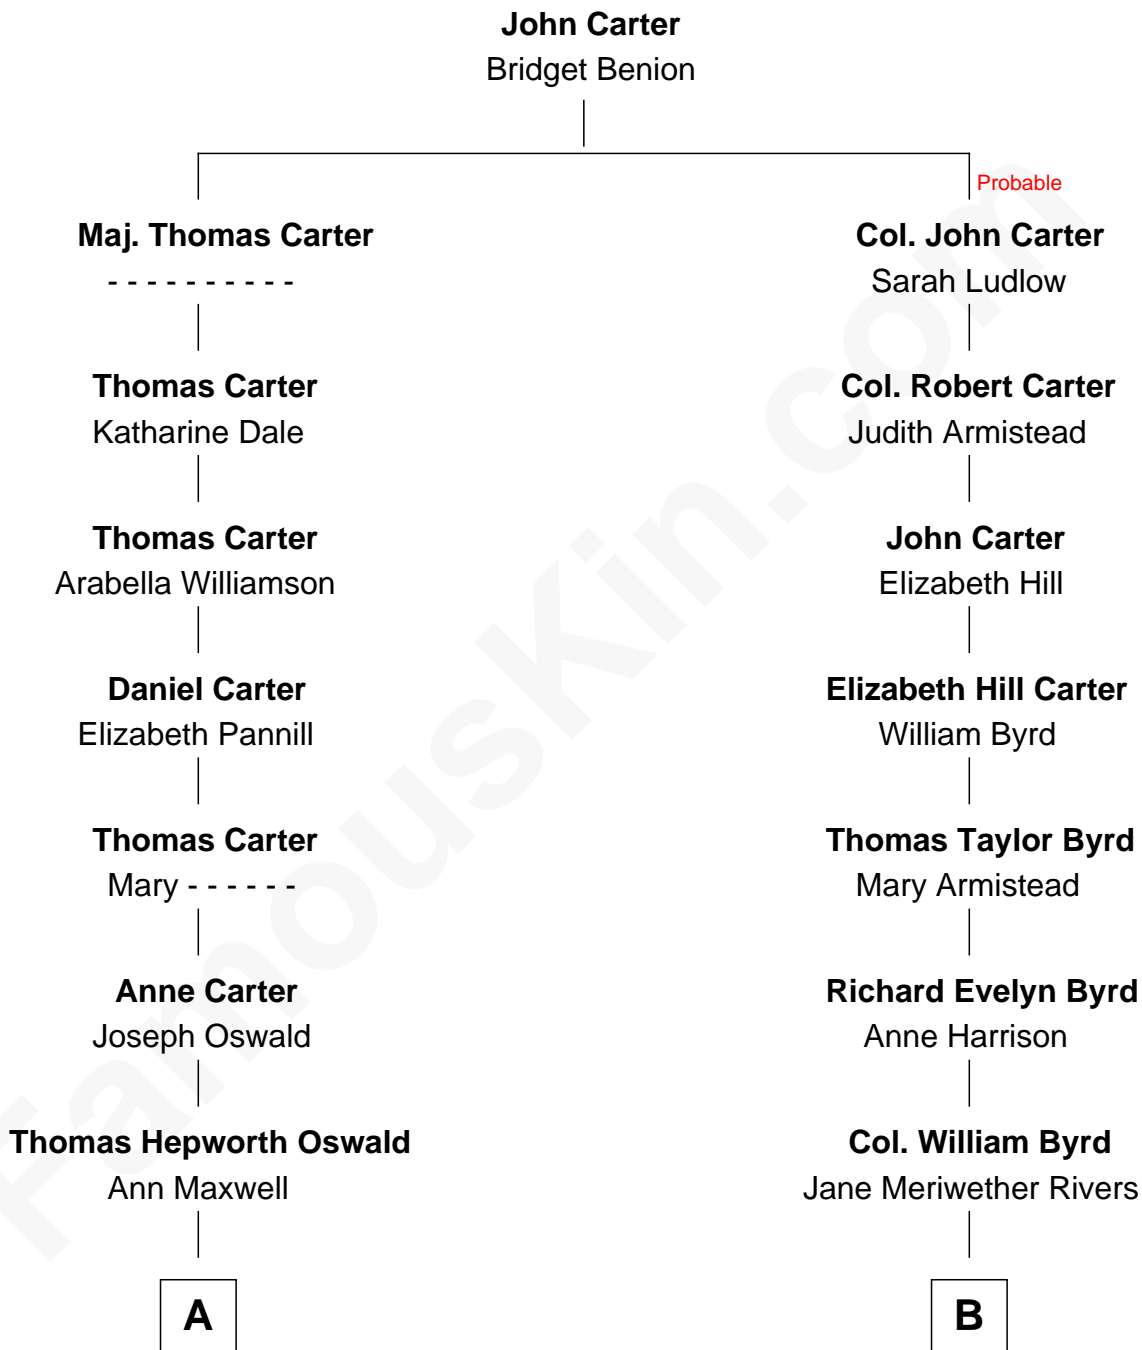 John Carter
Bridget Benion
Probable
Maj. Thomas Carter
- - - - - - - - - -
Col. John Carter
Sarah Ludlow
Thomas Carter
Katharine Dale
Col. Robert Carter
Judith Armistead
Thomas Carter
Arabella Williamson
John Carter
Elizabeth Hill
Daniel Carter
Elizabeth Pannill
Elizabeth Hill Carter
William Byrd
Thomas Carter
Mary - - - - - -
Thomas Taylor Byrd
Mary Armistead
Anne Carter
Joseph Oswald
Richard Evelyn Byrd
Anne Harrison
Thomas Hepworth Oswald
Ann Maxwell
Col. William Byrd
Jane Meriwether Rivers
A
B
FamousKin.com